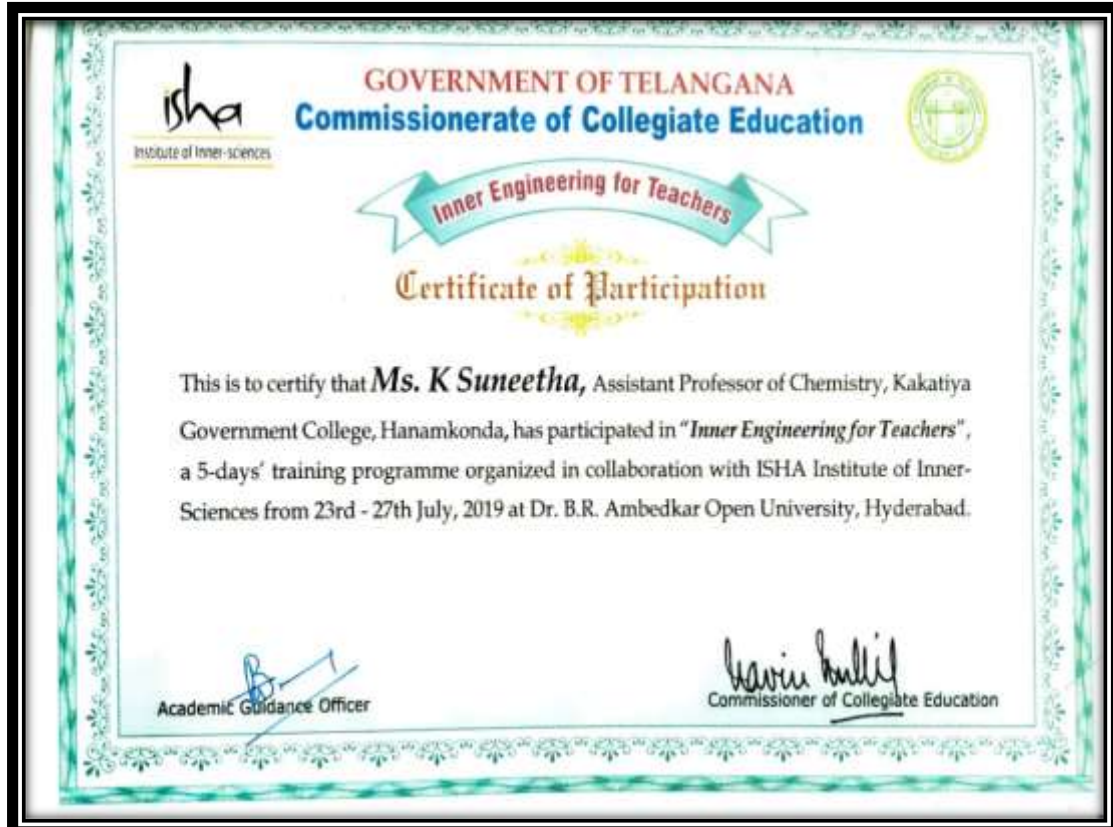 isha
Institute of Inner-sciences
GOVERNMENT OF TELANGANA
Commissionerate of Collegiate Education
Inner Engineering for Teachers
Certificate of Participation
This is to certify that Ms. K Suneetha, Assistant Professor of Chemistry, Kakatiya
Government College, Hanamkonda, has participated in "Inner Engineering for Teachers",
a 5-days' training programme organized in collaboration with ISHA Institute of Inner-
Sciences from 23rd - 27th July, 2019 at Dr. B.R. Ambedkar Open University, Hyderabad.
Academic Guidance Officer
Commissioner of Collegiate Education